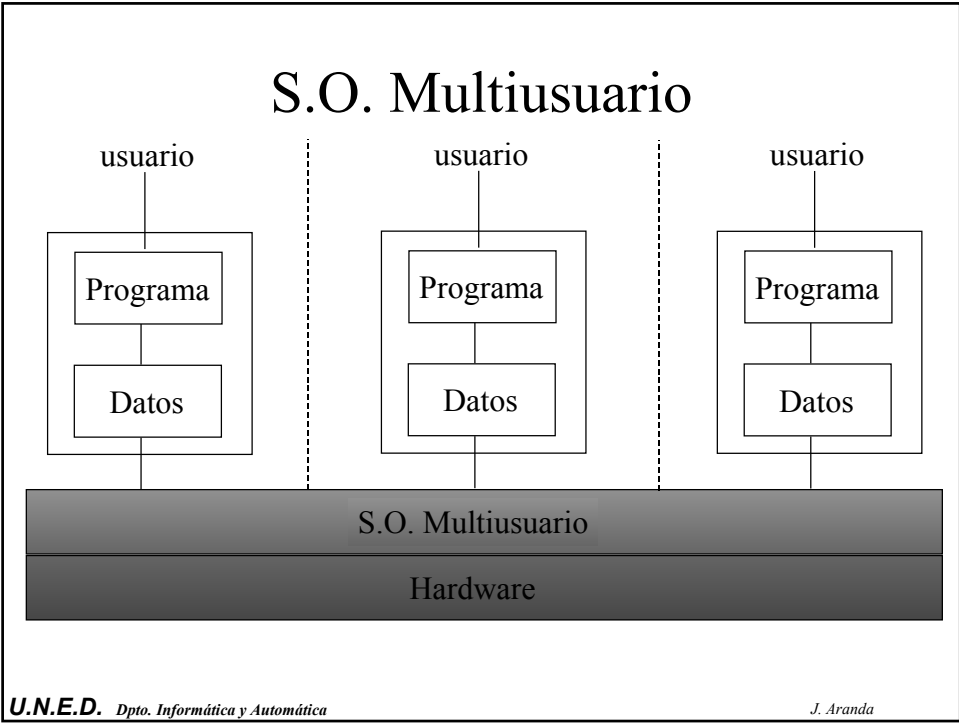 S.O. Multiusuario
usuario usuario usuario
Programa Programa Programa
Datos Datos Datos
S.O. Multiusuario
Hardware
U.N.E.D. Dpto. Informática y Automática J. Aranda